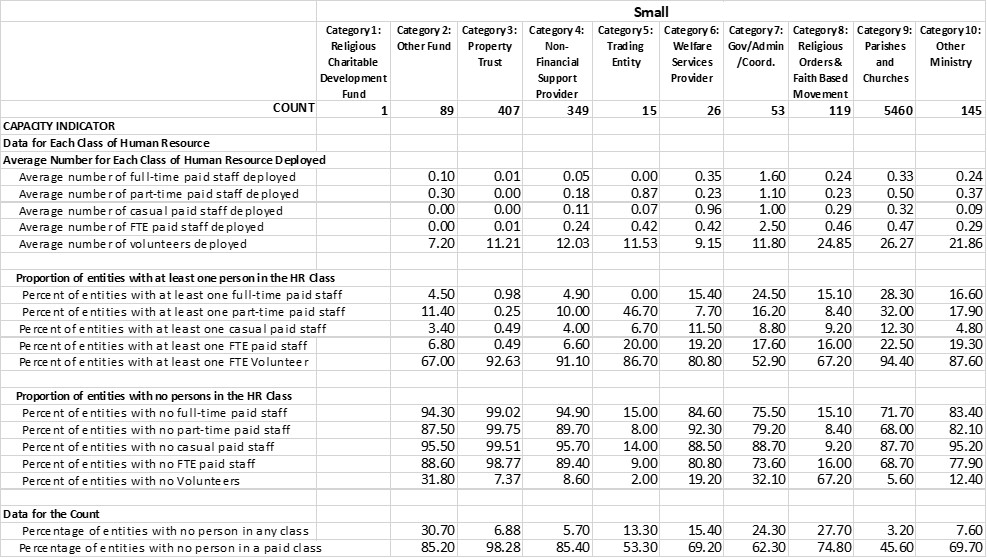 Small
Category 1: Religious Charitable Development Fund	Category 2: Other Fund	Category 3: Property Trust	Category 4: Non-Financial Support Provider	Category 5: Trading Entity	Category 6: Welfare Services Provider	Category 7: Gov/Admin /Coord.	Category 8: Religious Orders & Faith Based Movement	Category 9: Parishes and Churches	Category 10: Other Ministry
COUNT	1	89	407	349	15	26	53	119	5460	145
CAPACITY INDICATOR
Data for Each Class of Human Resource
Average Number for Each Class of Human Resource Deployed
Average number of full-time paid staff deployed	0.10	0.01	0.05	0.00	0.35	1.60	0.24	0.33	0.24
Average number of part-time paid staff deployed	0.30	0.00	0.18	0.87	0.23	1.10	0.23	0.50	0.37
Average number of casual paid staff deployed	0.00	0.00	0.11	0.07	0.96	1.00	0.29	0.32	0.09
Average number of FTE paid staff deployed	0.00	0.01	0.24	0.42	0.42	2.50	0.46	0.47	0.29
Average number of volunteers deployed	7.20	11.21	12.03	11.53	9.15	11.80	24.85	26.27	21.86
Proportion of entities with at least one person in the HR Class
Percent of entities with at least one full-time paid staff	4.50	0.98	4.90	0.00	15.40	24.50	15.10	28.30	16.60
Percent of entities with at least one part-time paid staff	11.40	0.25	10.00	46.70	7.70	16.20	8.40	32.00	17.90
Percent of entities with at least one casual paid staff	3.40	0.49	4.00	6.70	11.50	8.80	9.20	12.30	4.80
Percent of entities with at least one FTE paid staff	6.80	0.49	6.60	20.00	19.20	17.60	16.00	22.50	19.30
Percent of entities with at least one FTE Volunteer	67.00	92.63	91.10	86.70	80.80	52.90	67.20	94.40	87.60
Proportion of entities with no persons in the HR Class
Percent of entities with no full-time paid staff	94.30	99.02	94.90	15.00	84.60	75.50	15.10	71.70	83.40
Percent of entities with no part-time paid staff	87.50	99.75	89.70	8.00	92.30	79.20	8.40	68.00	82.10
Percent of entities with no casual paid staff	95.50	99.51	95.70	14.00	88.50	88.70	9.20	87.70	95.20
Percent of entities with no FTE paid staff	88.60	98.77	89.40	9.00	80.80	73.60	16.00	68.70	77.90
Percent of entities with no Volunteers	31.80	7.37	8.60	2.00	19.20	32.10	67.20	5.60	12.40
Data for the Count
Percentage of entities with no person in any class	30.70	6.88	5.70	13.30	15.40	24.30	27.70	3.20	7.60
Percentage of entities with no person in a paid class	85.20	98.28	85.40	53.30	69.20	62.30	74.80	45.60	69.70